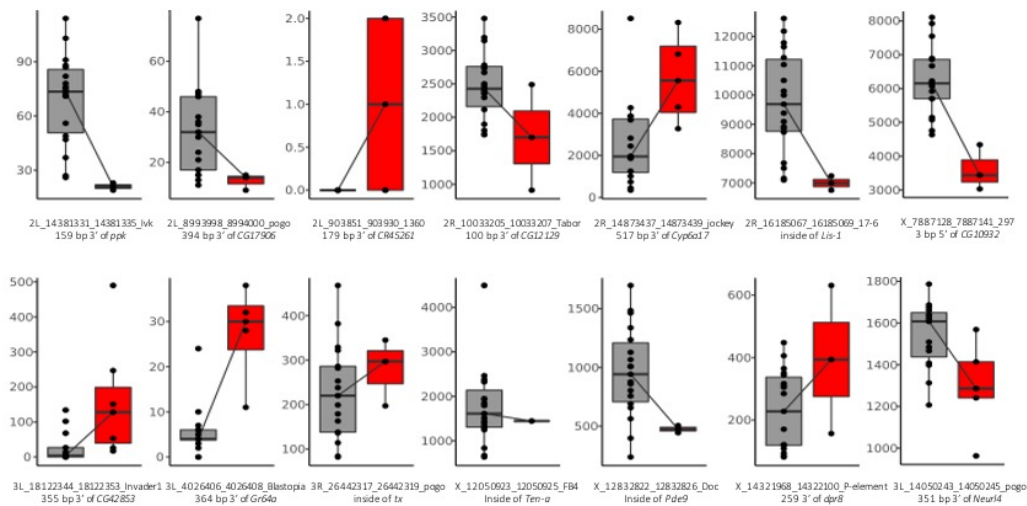 90
60
30
60
40
20
2.0
1.5
1.0
0.5
0.0
3500
3000
2500
2000
1500
1000
8000
6000
4000
2000
0
12000
11000
10000
9000
8000
7000
8000
7000
6000
5000
4000
3000
2L_14381331_14381335_Ivk
159 bp 3' of ppk
2L_8993998_8994000_pogo
394 bp 3' of CG17906
2L_903851_903930_1360
179 bp 3' of CR45261
2R_10033205_10033207_Tabor
100 bp 3' of CG12129
2R_14873437_14873439_jockey
517 bp 3' of Cyp6a17
2R_16185067_16185069_17-6
inside of Lis-1
X_7887128_7887141_297
3 bp 5' of CG10932
500
400
300
200
100
0
30
20
10
0
400
300
200
100
4000
3000
2000
1000
1500
1000
500
600
400
200
1800
1600
1400
1200
1000
3L_18122344_18122353_Invader1
355 bp 3' of CG42853
3L_4026406_4026408_Blastopia
364 bp 3' of Gr64a
3R_26442317_26442319_pogo
inside of tx
X_12050923_12050925_FB4
Inside of Ten-a
X_12832822_12832826_Doc
Inside of Pde9
X_14321968_14322100_P-element
259 3' of dpr8
3L_14050243_14050245_pogo
351 bp 3' of Neurl4